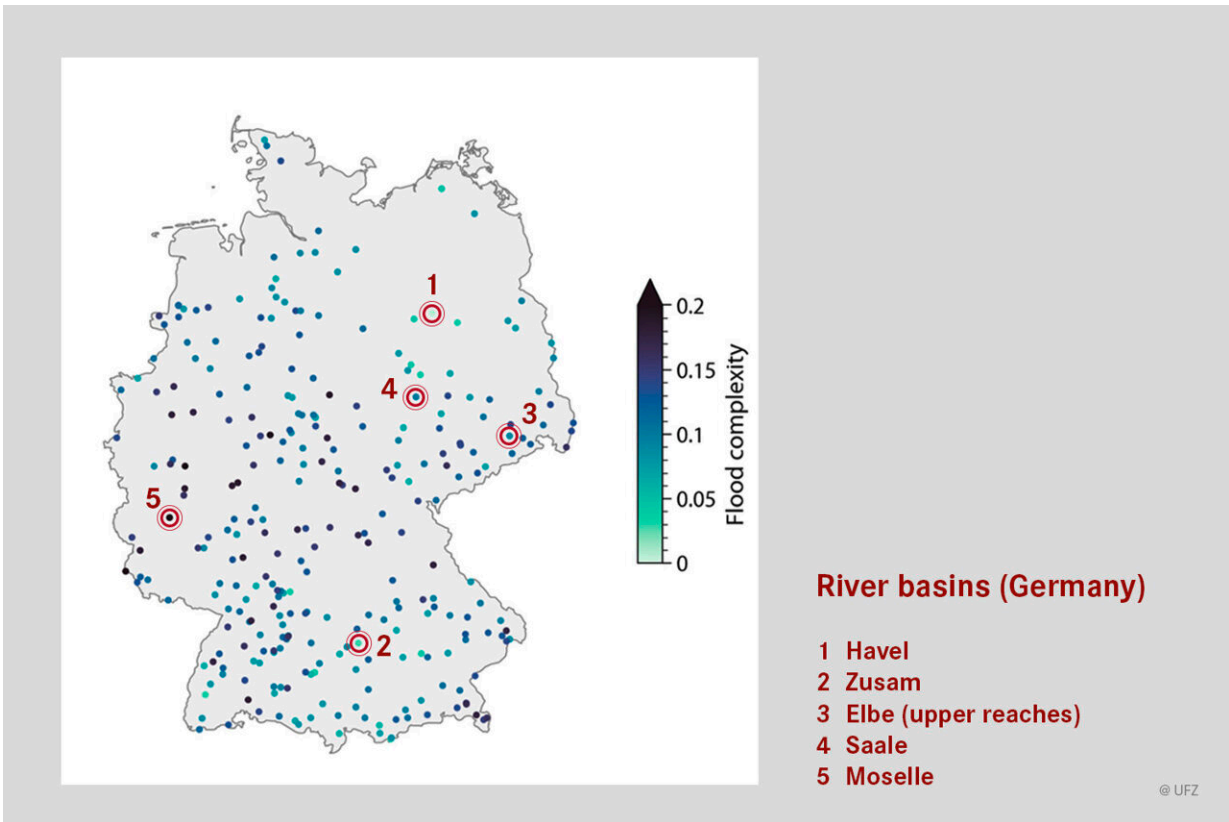 1
4
3
5
2
0.2
0.15
0.1
0.05
0
Flood complexity
River basins (Germany)
1 Havel
2 Zusam
3 Elbe (upper reaches)
4 Saale
5 Moselle
@ UFZ